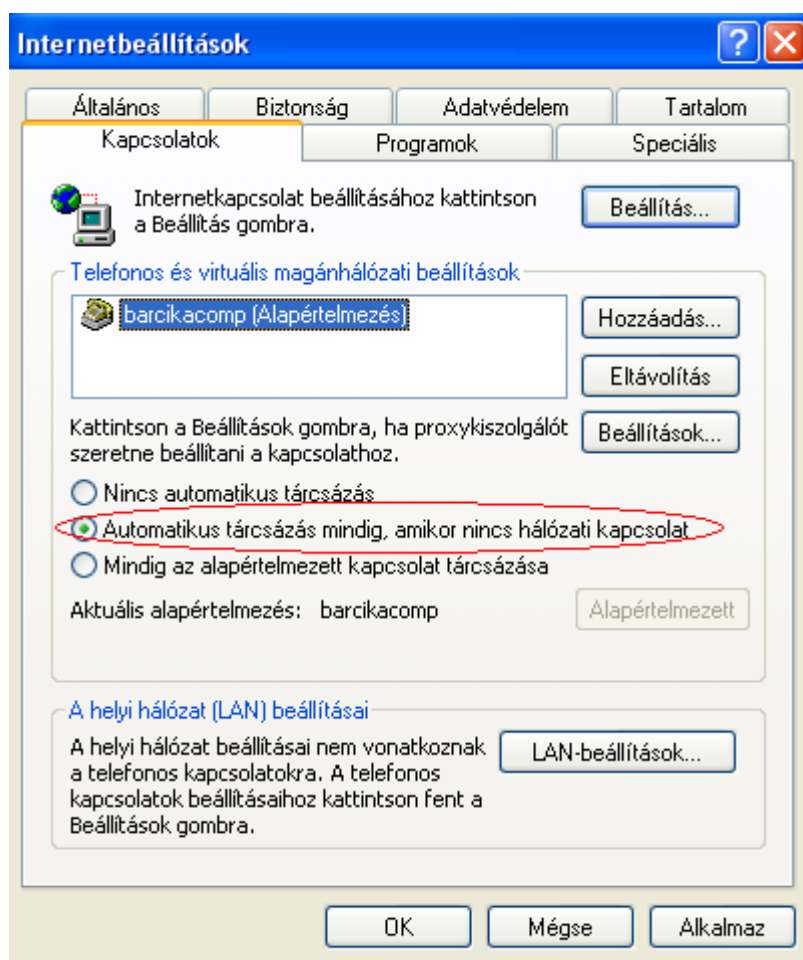 Internetbeállítások
Általános
Biztonság
Adatvédelem
Tartalom
Kapcsolatok
Programok
Speciális
Internetkapcsolat beállításához kattintson
a Beállítás gombra.
Beállítás...
Telefonos és virtuális magánhálózati beállítások
barcikacomp (Alapértelmezés)
Hozzáadás...
Eltávolítás
Kattintson a Beállítások gombra, ha proxykiszolgálót
szeretne beállítani a kapcsolathoz.
Beállítások...
Nincs automatikus tárcsázás
Automatikus tárcsázás mindig, amikor nincs hálózati kapcsolat
Mindig az alapértelmezett kapcsolat tárcsázása
Aktuális alapértelmezés: barcikacomp
Alapértelmezett
A helyi hálózat (LAN) beállításai
A helyi hálózat beállításai nem vonatkoznak
a telefonos kapcsolatokra. A telefonos
kapcsolatok beállításaihoz kattintson fent a
Beállítások gombra.
LAN-beállítások...
OK
Mégse
Alkalmaz